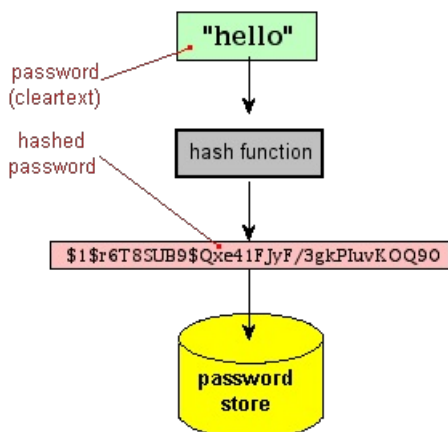 "hello"
password
(cleartext)
hashed
password
hash function
$1$r6T8SUB9$Qxe41FJyF/3gkPIuvKOQ90
password
store